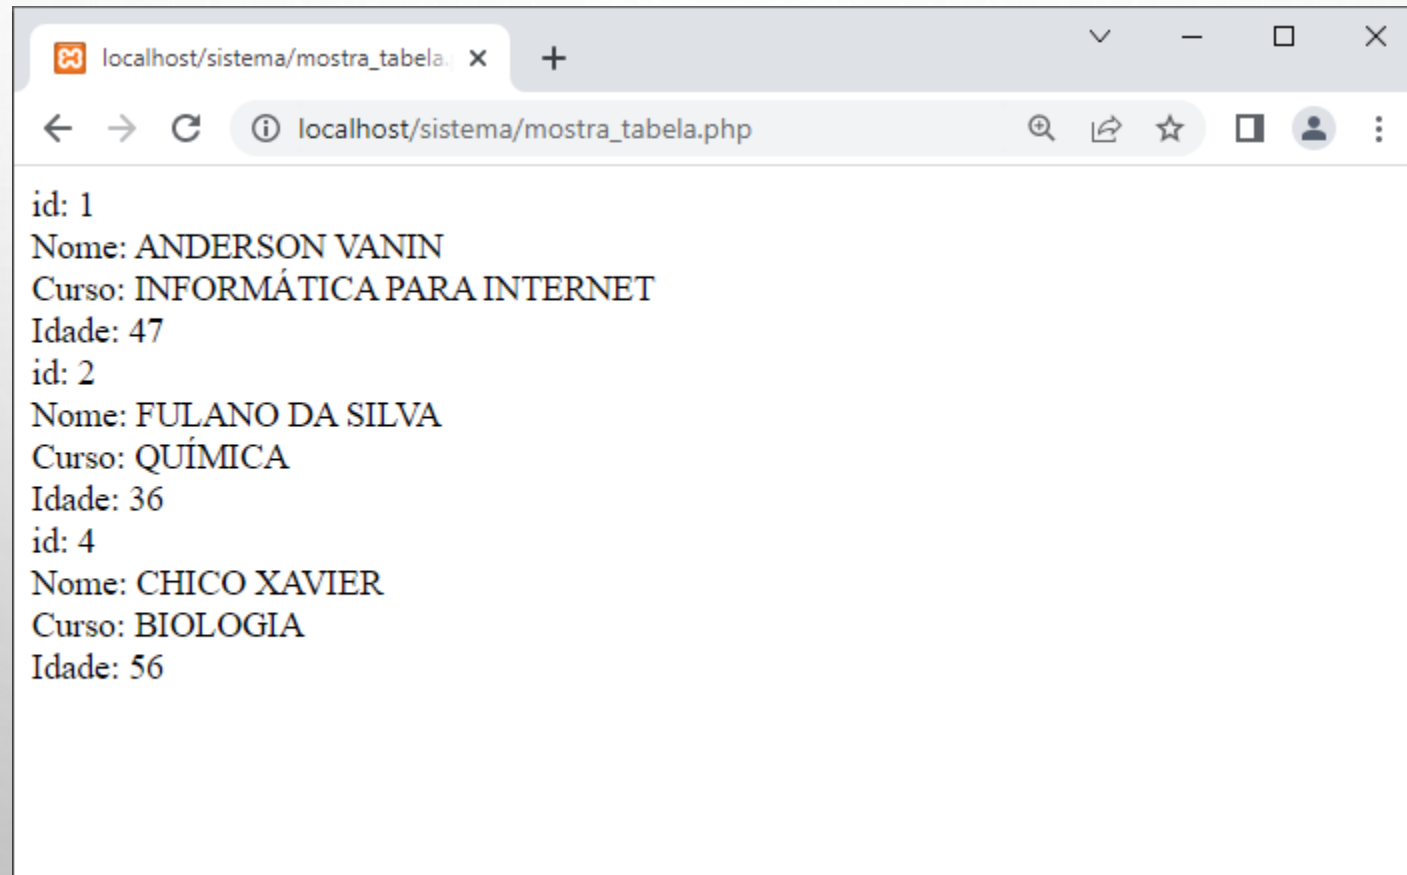 localhost/sistema/mostra_tabela.
localhost/sistema/mostra_tabela.php
id: 1
Nome: ANDERSON VANIN
Curso: INFORMÁTICA PARA INTERNET
Idade: 47
id: 2
Nome: FULANO DA SILVA
Curso: QUÍMICA
Idade: 36
id: 4
Nome: CHICO XAVIER
Curso: BIOLOGIA
Idade: 56